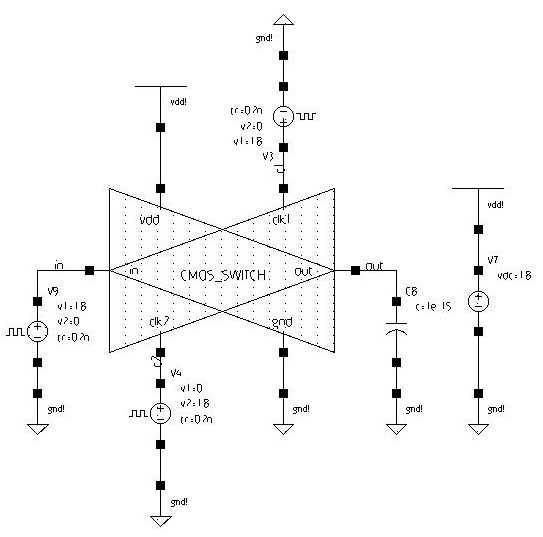 gnd!
vdd!
tr=0.2n
v2=0
v1=1.8
V3
c1
vdd!
vdd
clk1
in
in
CMOS_SWITCH
out
out
V7
vdc=1.8
C8
c=1e-15
V9
v1=1.8
v2=0
tr=0.2n
clk2
gnd
c2
V4
v1=0
v2=1.8
tr=0.2n
gnd!
gnd!
gnd!
gnd!
gnd!